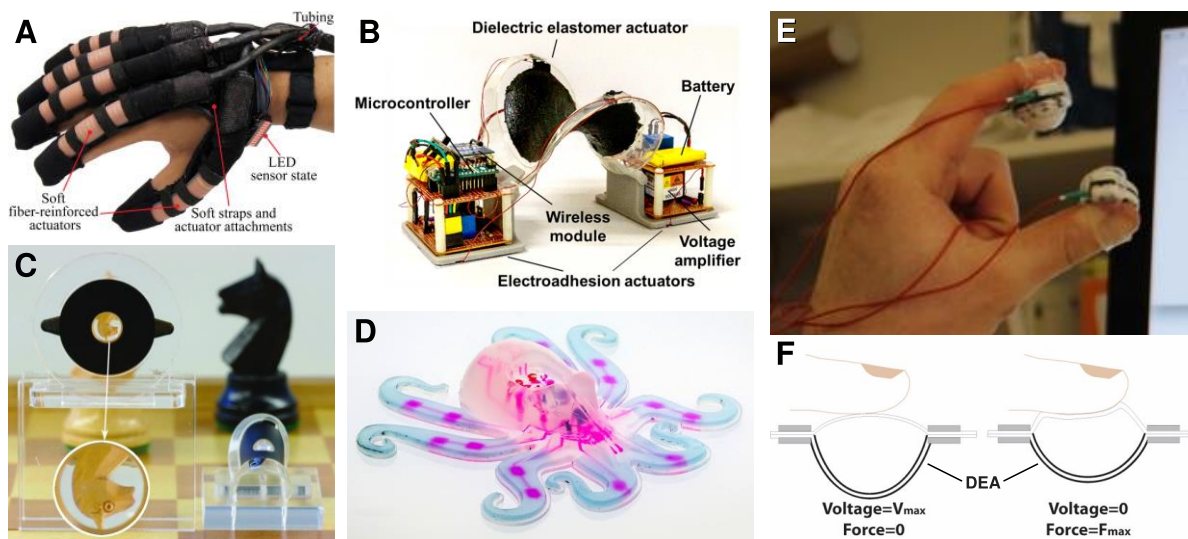 A
Tubing
LED
sensor state
Soft
fiber-reinforced
actuators
Soft straps and
actuator attachments
B
Dielectric elastomer actuator
Microcontroller
Battery
Wireless
module
Voltage
amplifier
Electroadhesion actuators
C
D
E
F
DEA
Voltage=Vmax
Force=0
Voltage=0
Force=Fmax